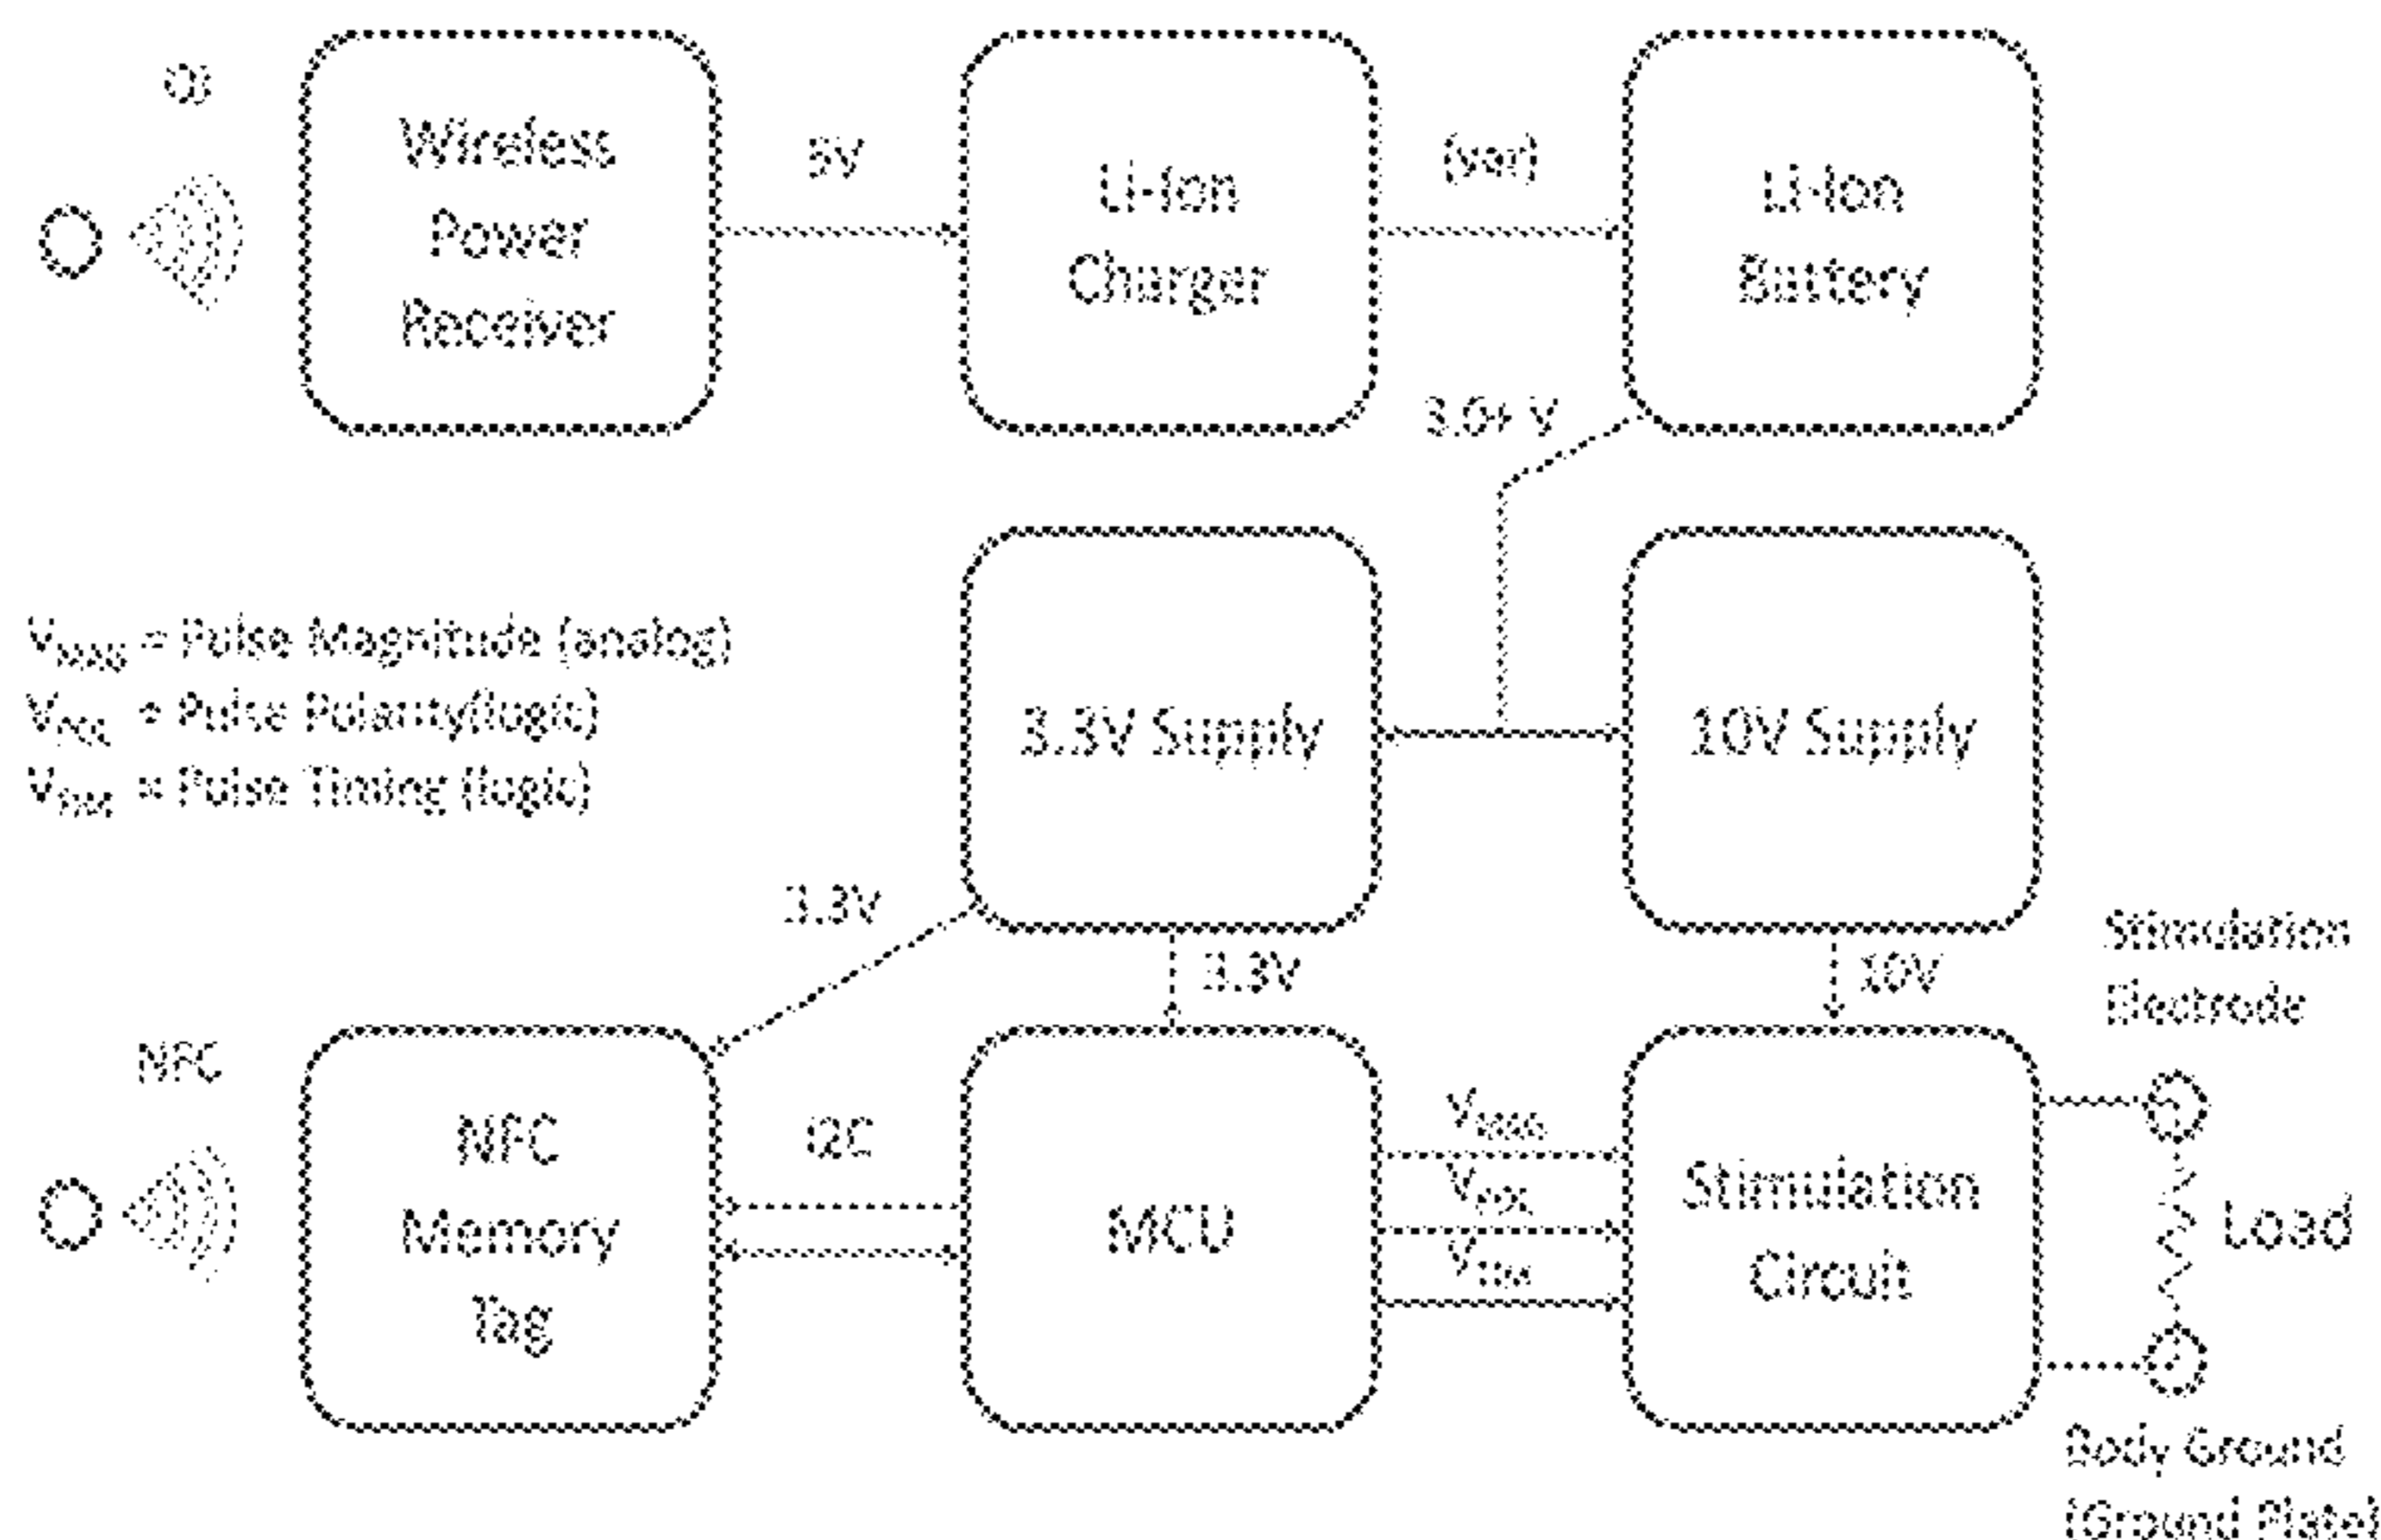 Qi
Wireless
Power
Receiver
5V
Li-Ion
Charger
(var)
Li-Ion
Battery
3.0+ V
V_MAG = Pulse Magnitude (analog)
V_POL = Pulse Polarity(logic)
V_TIM = Pulse Timing (logic)
3.3V Supply
10V Supply
3.3V
3.3V
10V
Stimulation
Electrode
NFC
NFC
Memory
Tag
I2C
MCU
V_MAG
V_POL
V_TIM
Stimulation
Circuit
Load
Body Ground
(Ground Plate)